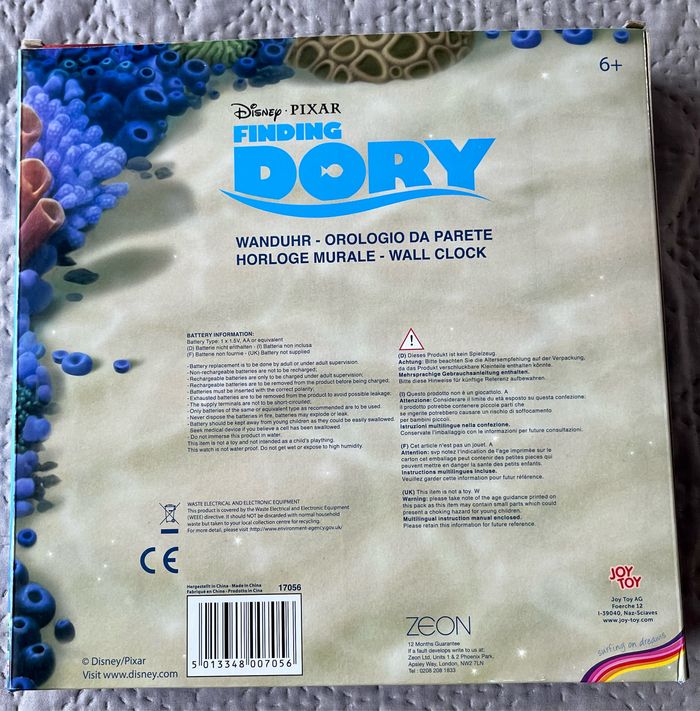 6+
Disney · PIXAR
FINDING
DORY
WANDUHR - OROLOGIO DA PARETE
HORLOGE MURALE - WALL CLOCK
BATTERY INFORMATION:
Battery Type: 1 x 1.5V, AA or equivalent
(D) Batterie nicht enthalten - (I) Batteria non inclusa
(F) Batterie non fournie - (UK) Battery not supplied
- Battery replacement is to be done by adult or under adult supervision.
- Non-rechargeable batteries are not to be recharged;
- Rechargeable batteries are only to be charged under adult supervision;
- Rechargeable batteries are to be removed from the product before being charged.
- Batteries must be inserted with the correct polarity.
- Exhausted batteries are to be removed from the product to avoid possible leakage:
- The supply terminals are not to be short-circuited.
- Only batteries of the same or equivalent type as recommended are to be used.
- Never dispose the batteries in fire, batteries may explode or leak.
- Battery should be kept away from young children as they could be easily swallowed.
Seek medical device if you believe a cell has been swallowed.
- Do not immerse this product in water.
This item is not a toy and not intended as a child's plaything.
This watch is not water proof. Do not get wet or expose to high humidity.
(D) Dieses Produkt ist kein Spielzeug.
Achtung: Bitte beachten Sie die Altersempfehlung auf der Verpackung,
da das Produkt verschluckbare Kleinteile enthalten könnte.
Mehrsprachige Gebrauchsanleitung enthalten.
Bitte diese Hinweise für künftige Referenz aufbewahren.
(I) Questo prodotto non è un giocattolo. A
Attenzione: Considerare il limite du età esposto su questa confezione.
Il prodotto potrebbe contenere piccole parti che
se ingerite potrebbero causare un rischio di soffocamento
per bambini piccoli.
Istruzioni multilingue nella confezione.
Conservate l'imballaggio con le informazioni per future consultazioni.
(F) Cet article n'est pas un jouet. A
Attention: svp notez l'indication de l'age imprimée sur le
carton cet emballage peut contenir des petites pieces qui
peuvent metre en danger la sante des petits enfants.
Instructions multilingues incluse.
Veuillez garder cette information pour futur référence.
(UK) This item is not a toy. W
Warning: please take note of the age guidance printed on
this pack as this item may contain small parts which could
present a choking hazard for young children.
Multilingual instruction manual enclosed.
Please retain this information for future reference.
WASTE ELECTRICAL AND ELECTRONIC EQUIPMENT
This product is covered by the Waste Electrical and Electronic Equipment
(WEEE) directive. It should NOT be discarded with normal household
waste but taken to your local collection centre for recycling.
For more detail, please visit :http://www.environment-agency.gov.uk/
CE
Hergestellt in China - Made in China
Fabriqué en Chine - Prodotto in Cina
17056
5 013348 007056
© Disney/Pixar
Visit www.disney.com
ZEON
12 Months Guarantee
If a fault develops write to us at:
Zeon Ltd, Units 1 & 2 Phoenix Park,
Apsley Way, London, NW2 7LN
Tel : 0208 208 1833
JOY
TOY
Joy Toy AG
Foerche 12
I-39040, Naz-Sciaves
www.joy-toy.com
surfing on dreams